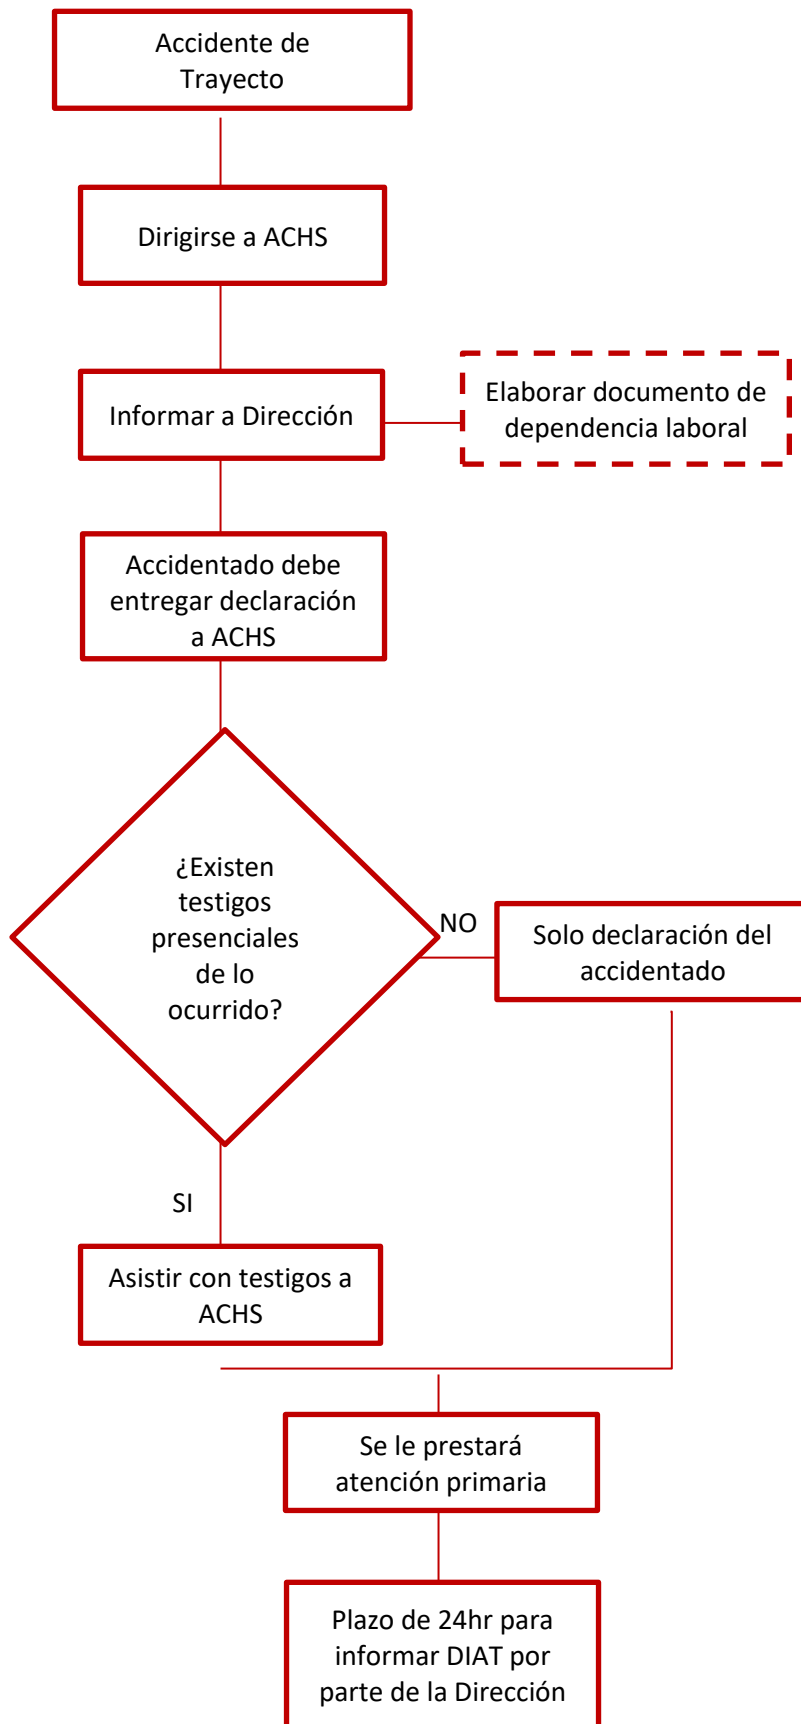 Accidente de
Trayecto
Dirigirse a ACHS
Informar a Dirección
Elaborar documento de
dependencia laboral
Accidentado debe
entregar declaración
a ACHS
¿Existen
testigos
presenciales
de lo
ocurrido?
NO
Solo declaración del
accidentado
SI
Asistir con testigos a
ACHS
Se le prestará
atención primaria
Plazo de 24hr para
informar DIAT por
parte de la Dirección